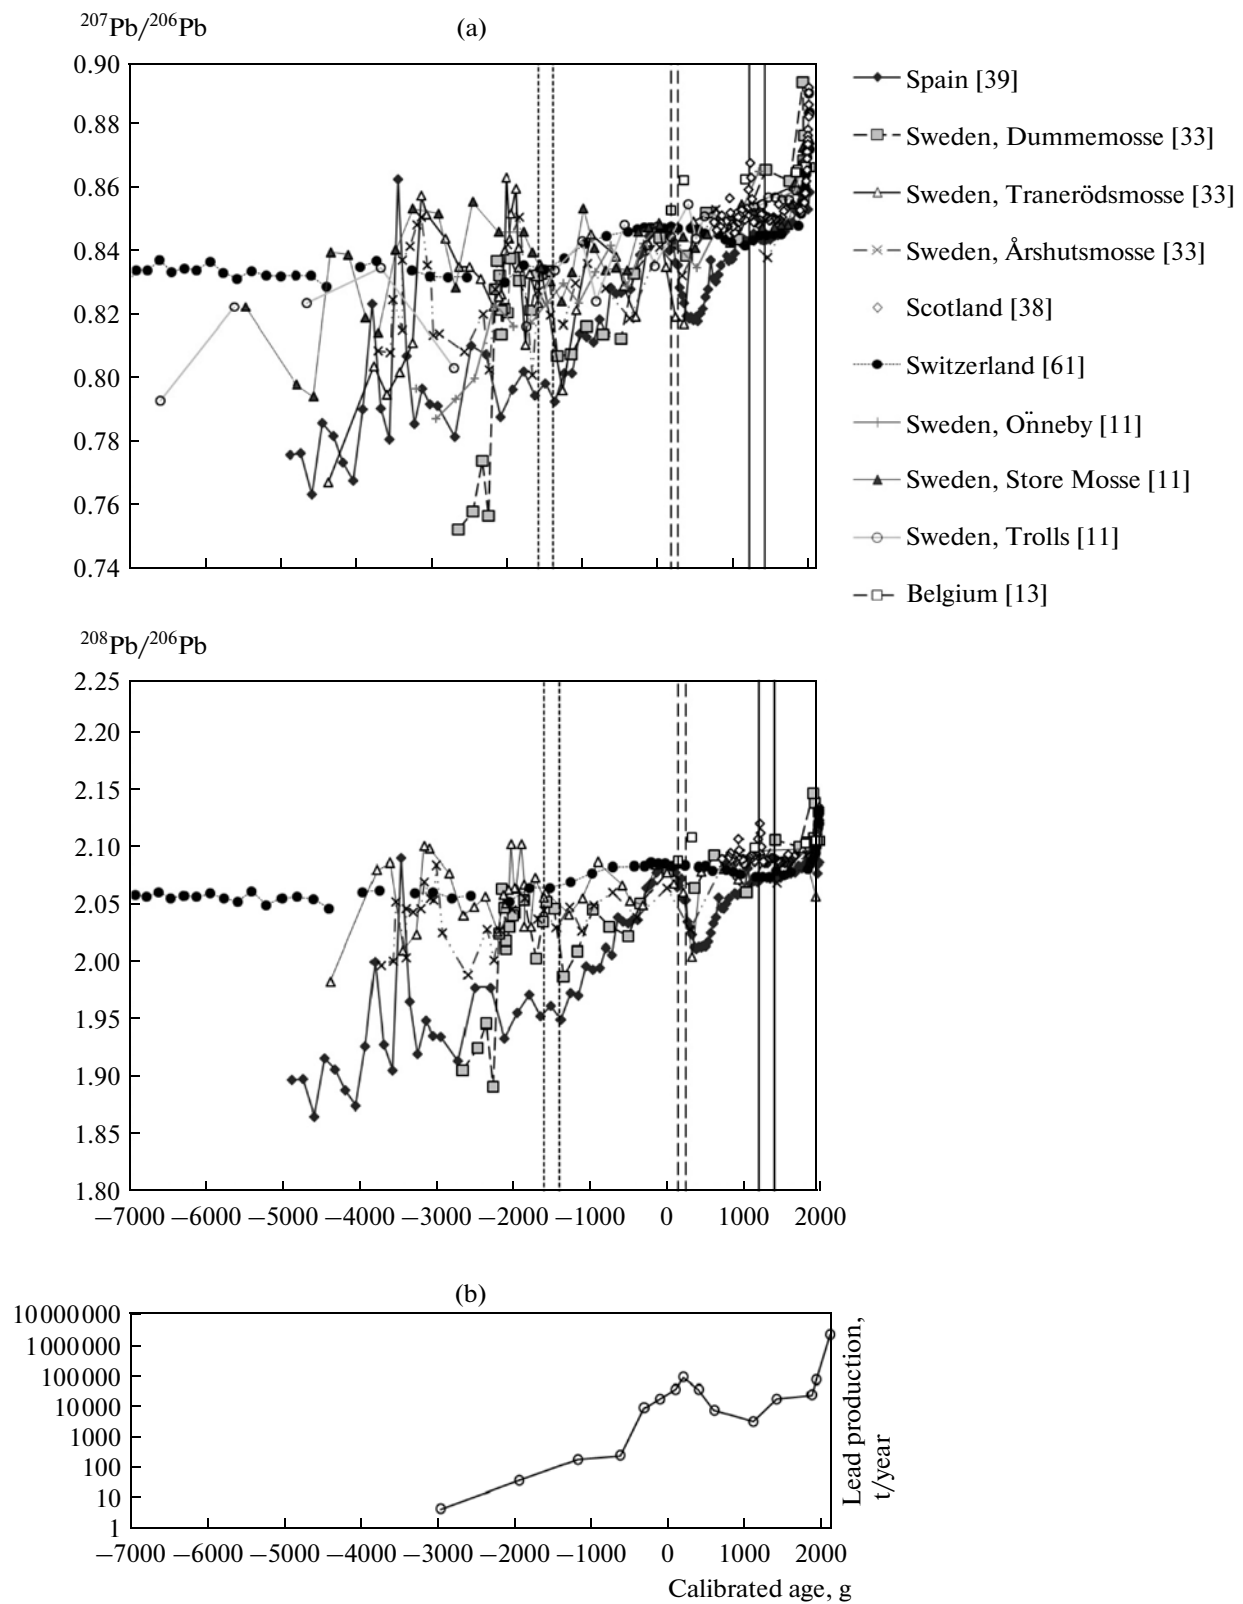 ²⁰⁷Pb/²⁰⁶Pb
(a)
0.90
0.88
0.86
0.84
0.82
0.80
0.78
0.76
0.74
Spain [39]
Sweden, Dummemosse [33]
Sweden, Tranerödsmosse [33]
Sweden, Årshutsmosse [33]
Scotland [38]
Switzerland [61]
Sweden, Önneby [11]
Sweden, Store Mosse [11]
Sweden, Trolls [11]
Belgium [13]
²⁰⁸Pb/²⁰⁶Pb
2.25
2.20
2.15
2.10
2.05
2.00
1.95
1.90
1.85
1.80
−7000 −6000 −5000 −4000 −3000 −2000 −1000 0 1000 2000
(b)
10000000
1000000
100000
10000
1000
100
10
1
Lead production,
t/year
−7000 −6000 −5000 −4000 −3000 −2000 −1000 0 1000 2000
Calibrated age, g